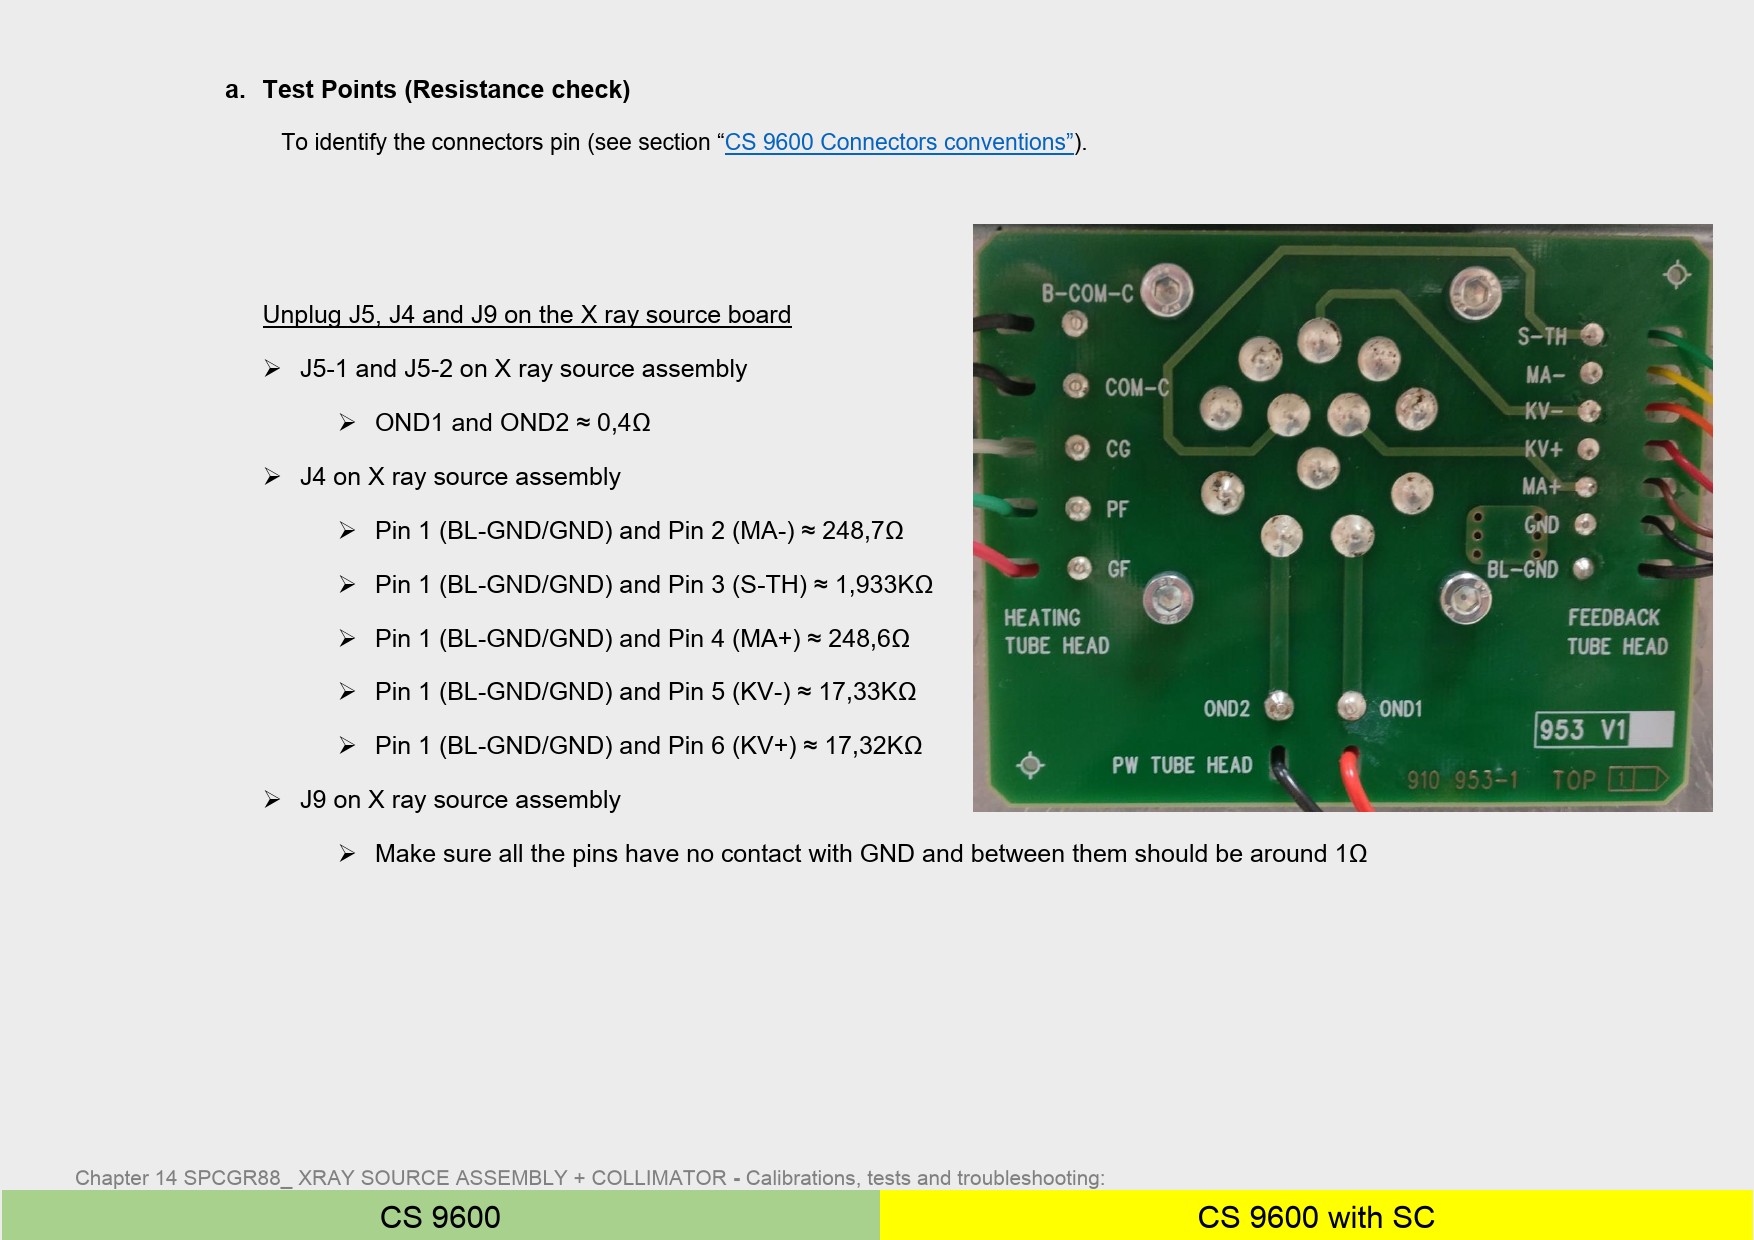 a. Test Points (Resistance check)
To identify the connectors pin (see section “CS 9600 Connectors conventions”).
Unplug J5, J4 and J9 on the X ray source board
➢ J5-1 and J5-2 on X ray source assembly
➢ OND1 and OND2 ≈ 0,4Ω
➢ J4 on X ray source assembly
➢ Pin 1 (BL-GND/GND) and Pin 2 (MA-) ≈ 248,7Ω
➢ Pin 1 (BL-GND/GND) and Pin 3 (S-TH) ≈ 1,933KΩ
➢ Pin 1 (BL-GND/GND) and Pin 4 (MA+) ≈ 248,6Ω
➢ Pin 1 (BL-GND/GND) and Pin 5 (KV-) ≈ 17,33KΩ
➢ Pin 1 (BL-GND/GND) and Pin 6 (KV+) ≈ 17,32KΩ
➢ J9 on X ray source assembly
➢ Make sure all the pins have no contact with GND and between them should be around 1Ω
B-COM-C
COM-C
CG
PF
GF
HEATING
TUBE HEAD
S-TH
MA-
KV-
KV+
MA+
GND
BL-GND
FEEDBACK
TUBE HEAD
OND2
OND1
PW TUBE HEAD
953 V1
910 953-1 TOP 1
Chapter 14 SPCGR88_ XRAY SOURCE ASSEMBLY + COLLIMATOR - Calibrations, tests and troubleshooting:
CS 9600
CS 9600 with SC